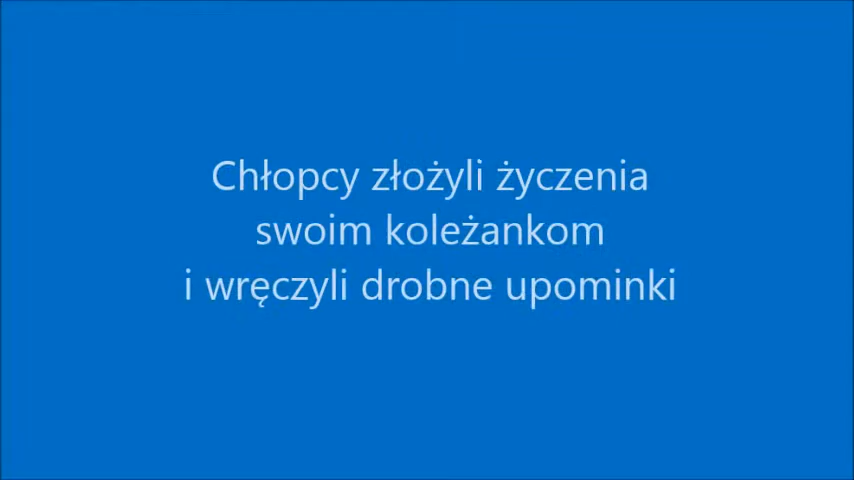 Chłopcy złożyli życzenia
swoim koleżankom
i wręczyli drobne upominki